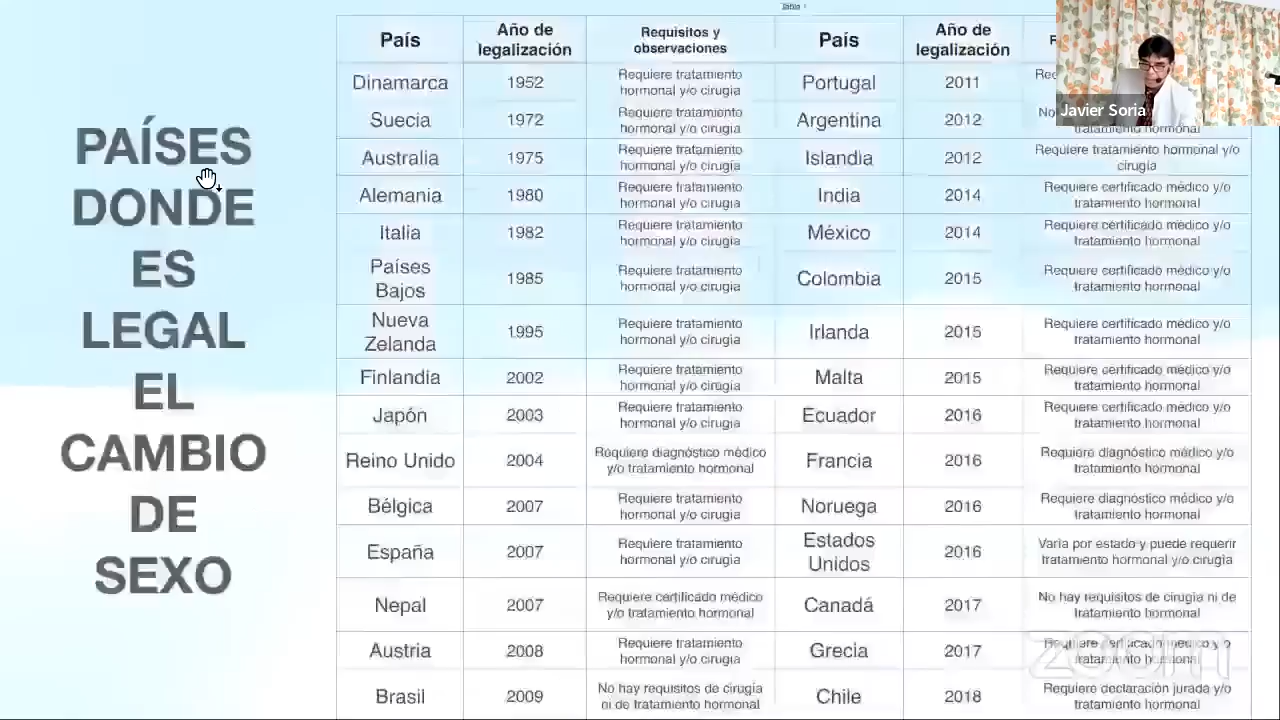 Tabla
PAÍSES
DONDE
ES
LEGAL
EL
CAMBIO
DE
SEXO
País
Año de
legalización
Requisitos y
observaciones
País
Año de
legalización
Dinamarca
1952
Requiere tratamiento
hormonal y/o cirugía
Portugal
2011
Javier Soria
Suecia
1972
Requiere tratamiento
hormonal y/o cirugía
Argentina
2012
tratamiento hormonal
Australia
1975
Requiere tratamiento
hormonal y/o cirugía
Islandia
2012
Requiere tratamiento hormonal y/o
cirugía
Alemania
1980
Requiere tratamiento
hormonal y/o cirugía
India
2014
Requiere certificado médico y/o
tratamiento hormonal
Italia
1982
Requiere tratamiento
hormonal y/o cirugía
México
2014
Requiere certificado médico y/o
tratamiento hormonal
Países
Bajos
1985
Requiere tratamiento
hormonal y/o cirugía
Colombia
2015
Requiere certificado médico y/o
tratamiento hormonal
Nueva
Zelanda
1995
Requiere tratamiento
hormonal y/o cirugía
Irlanda
2015
Requiere certificado médico y/o
tratamiento hormonal
Finlandia
2002
Requiere tratamiento
hormonal y/o cirugía
Malta
2015
Requiere certificado médico y/o
tratamiento hormonal
Japón
2003
Requiere tratamiento
hormonal y/o cirugía
Ecuador
2016
Requiere certificado médico y/o
tratamiento hormonal
Reino Unido
2004
Requiere diagnóstico médico
y/o tratamiento hormonal
Francia
2016
Requiere diagnóstico médico y/o
tratamiento hormonal
Bélgica
2007
Requiere tratamiento
hormonal y/o cirugía
Noruega
2016
Requiere diagnóstico médico y/o
tratamiento hormonal
España
2007
Requiere tratamiento
hormonal y/o cirugía
Estados
Unidos
2016
Varía por estado y puede requerir
tratamiento hormonal y/o cirugía
Nepal
2007
Requiere certificado médico
y/o tratamiento hormonal
Canadá
2017
No hay requisitos de cirugía ni de
tratamiento hormonal
Austria
2008
Requiere tratamiento
hormonal y/o cirugía
Grecia
2017
Requiere certificado médico y/o
tratamiento hormonal
zoom
Brasil
2009
No hay requisitos de cirugía
ni de tratamiento hormonal
Chile
2018
Requiere declaración jurada y/o
tratamiento hormonal